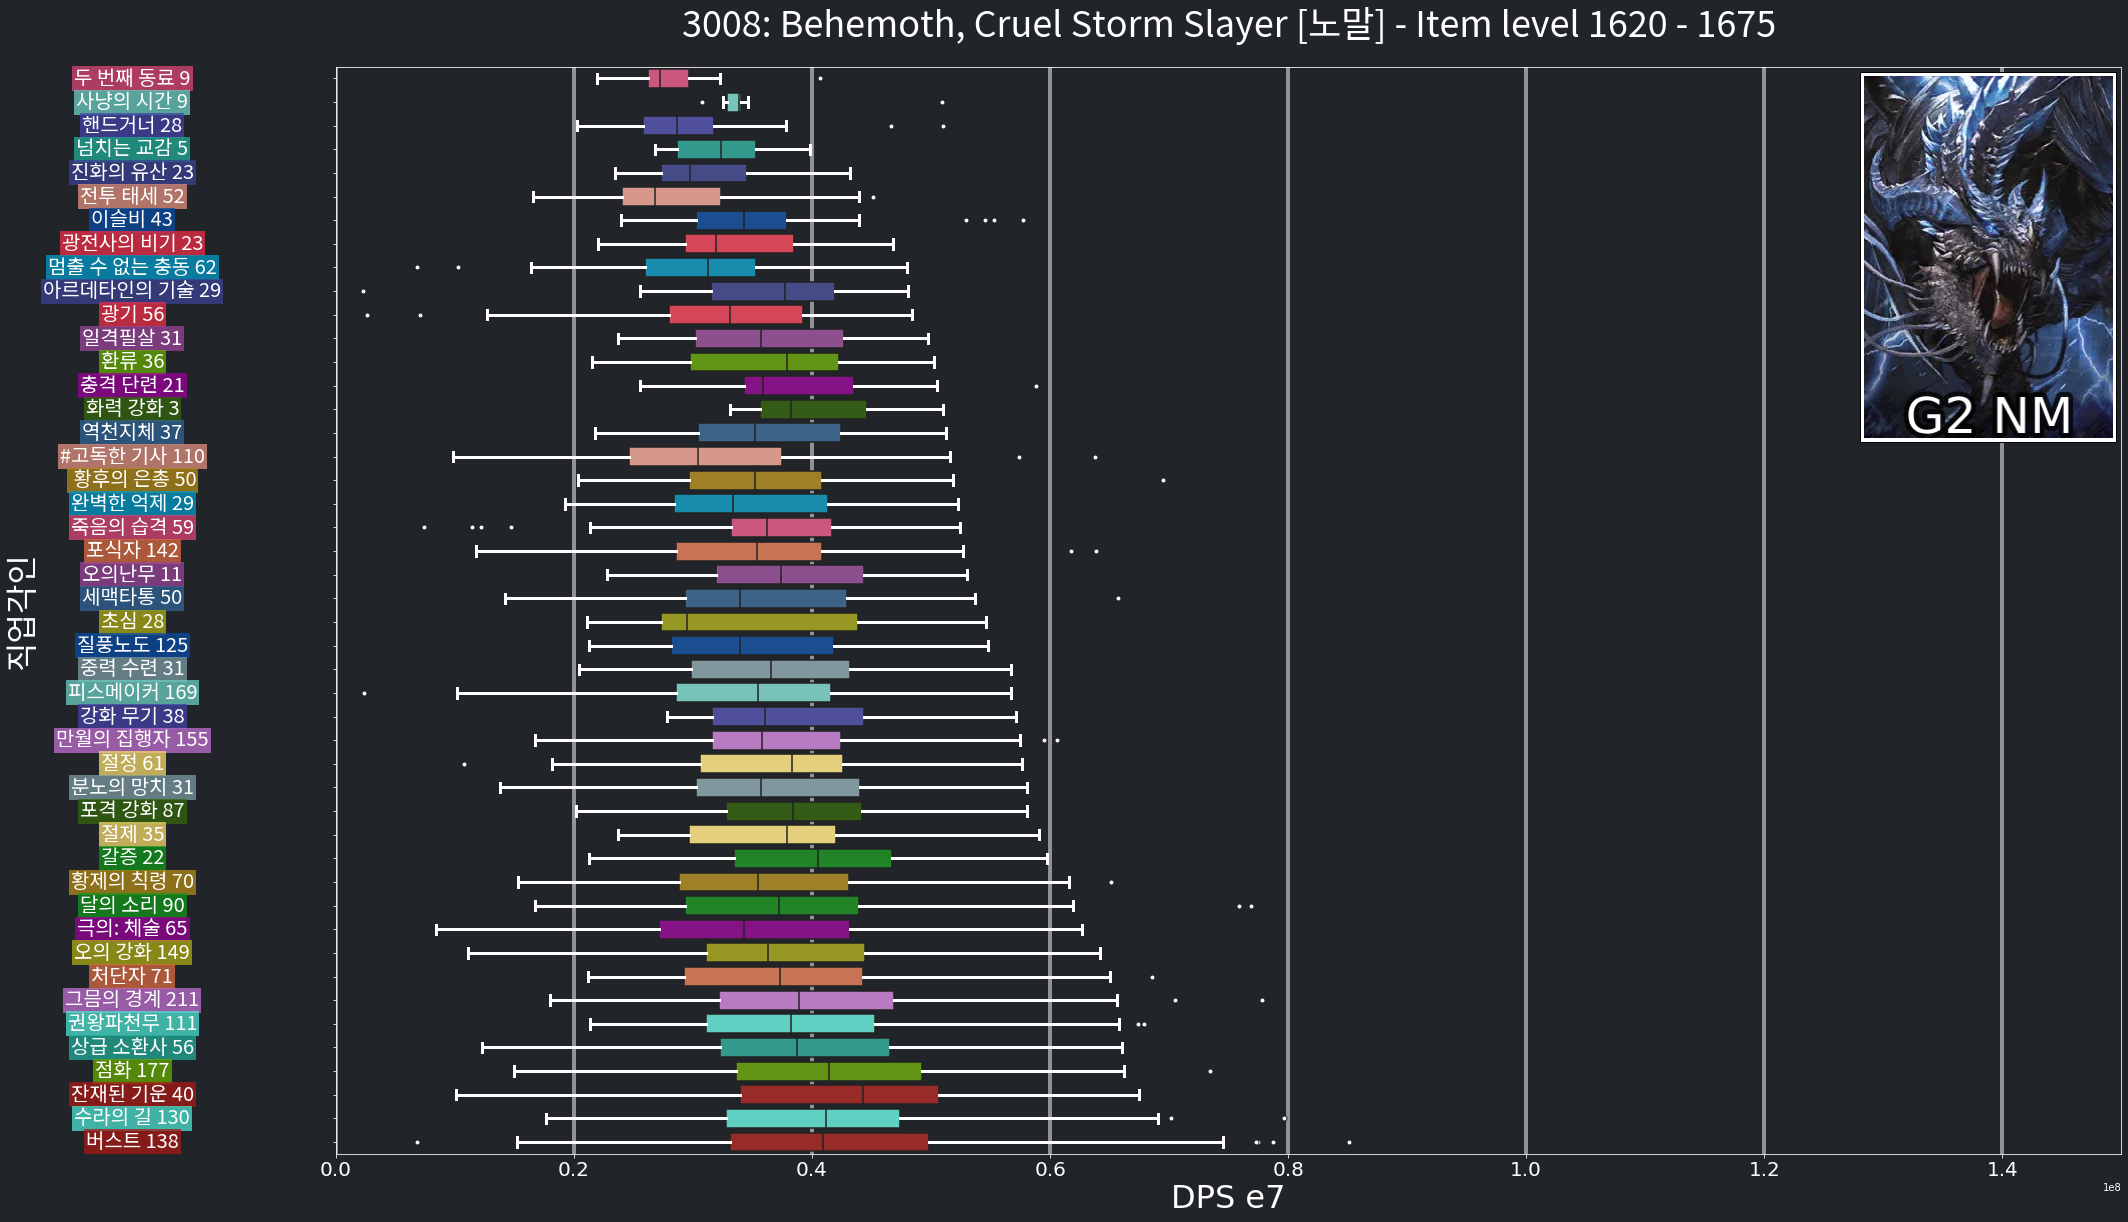 3008: Behemoth, Cruel Storm Slayer [노말] - Item level 1620 - 1675
두 번째 동료 9
사냥의 시간 9
핸드거너 28
넘치는 교감 5
진화의 유산 23
전투 태세 52
이슬비 43
광전사의 비기 23
멈출 수 없는 충동 62
아르데타인의 기술 29
광기 56
일격필살 31
환류 36
충격 단련 21
화력 강화 3
역천지체 37
#고독한 기사 110
황후의 은총 50
완벽한 억제 29
죽음의 습격 59
포식자 142
오의난무 11
세맥타통 50
초심 28
질풍노도 125
중력 수련 31
피스메이커 169
강화 무기 38
만월의 집행자 155
절정 61
분노의 망치 31
포격 강화 87
절제 35
갈증 22
황제의 칙령 70
달의 소리 90
극의: 체술 65
오의 강화 149
처단자 71
그믐의 경계 211
권왕파천무 111
상급 소환사 56
점화 177
잔재된 기운 40
수라의 길 130
버스트 138
직업각인
G2 NM
0.0 0.2 0.4 0.6 0.8 1.0 1.2 1.4
1e8
DPS e7